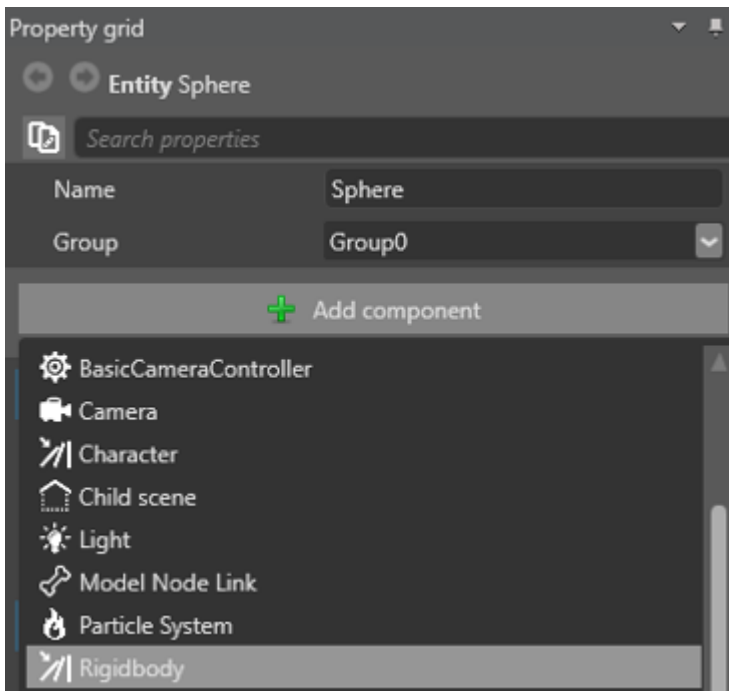 Property grid
Entity Sphere
Search properties
Name Sphere
Group Group0
Add component
BasicCameraController
Camera
Character
Child scene
Light
Model Node Link
Particle System
Rigidbody